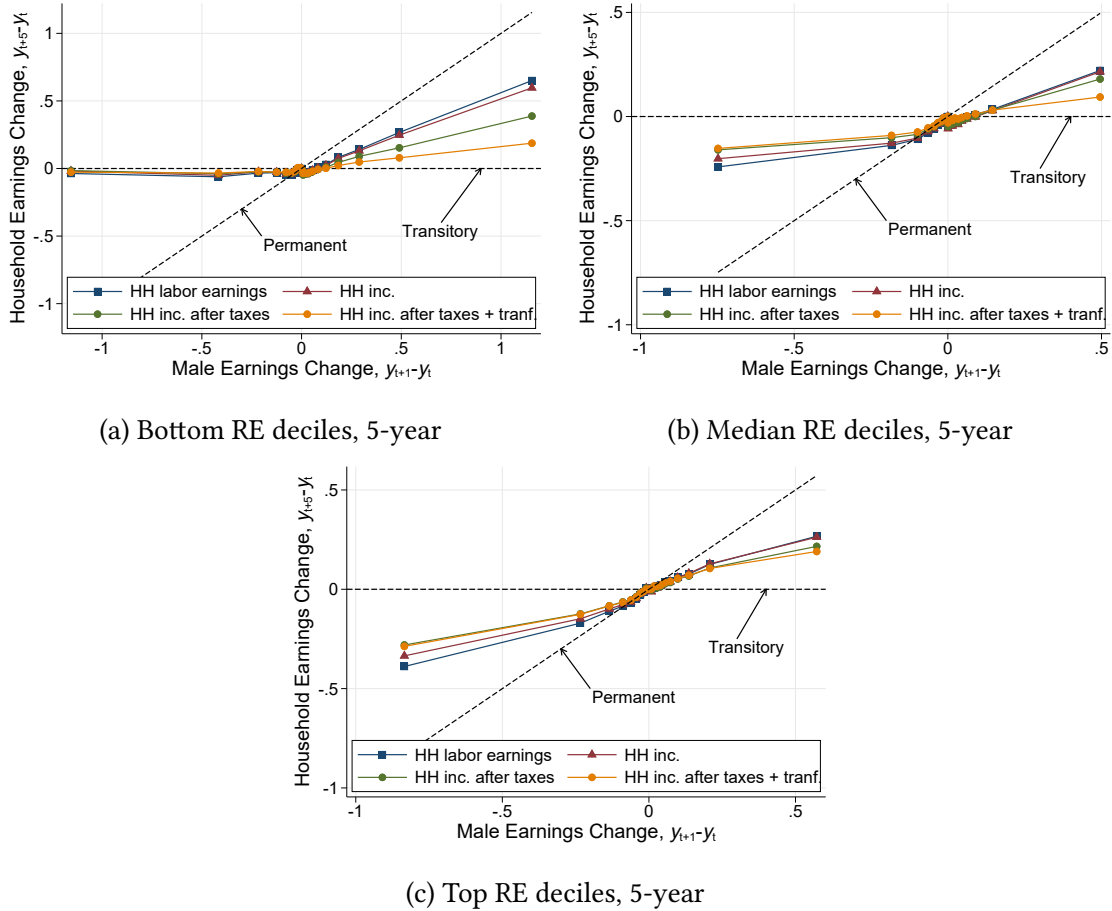 Household Earnings Change, yt+5-yt
1
.5
0
-.5
-1
Permanent
Transitory
HH labor earnings
HH inc.
HH inc. after taxes
HH inc. after taxes + tranf.
-1
-.5
0
.5
1
Male Earnings Change, yt+1-yt
(a) Bottom RE deciles, 5-year
Household Earnings Change, yt+5-yt
.5
0
-.5
-1
Transitory
Permanent
HH labor earnings
HH inc.
HH inc. after taxes
HH inc. after taxes + tranf.
-1
-.5
0
.5
Male Earnings Change, yt+1-yt
(b) Median RE deciles, 5-year
Household Earnings Change, yt+5-yt
.5
0
-.5
-1
Transitory
Permanent
HH labor earnings
HH inc.
HH inc. after taxes
HH inc. after taxes + tranf.
-1
-.5
0
.5
Male Earnings Change, yt+1-yt
(c) Top RE deciles, 5-year